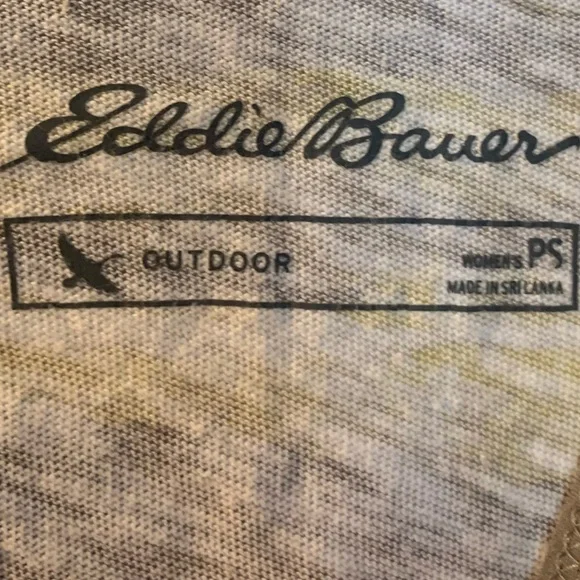 Eddie Bauer
OUTDOOR
WOMEN'S PS
MADE IN SRI LANKA